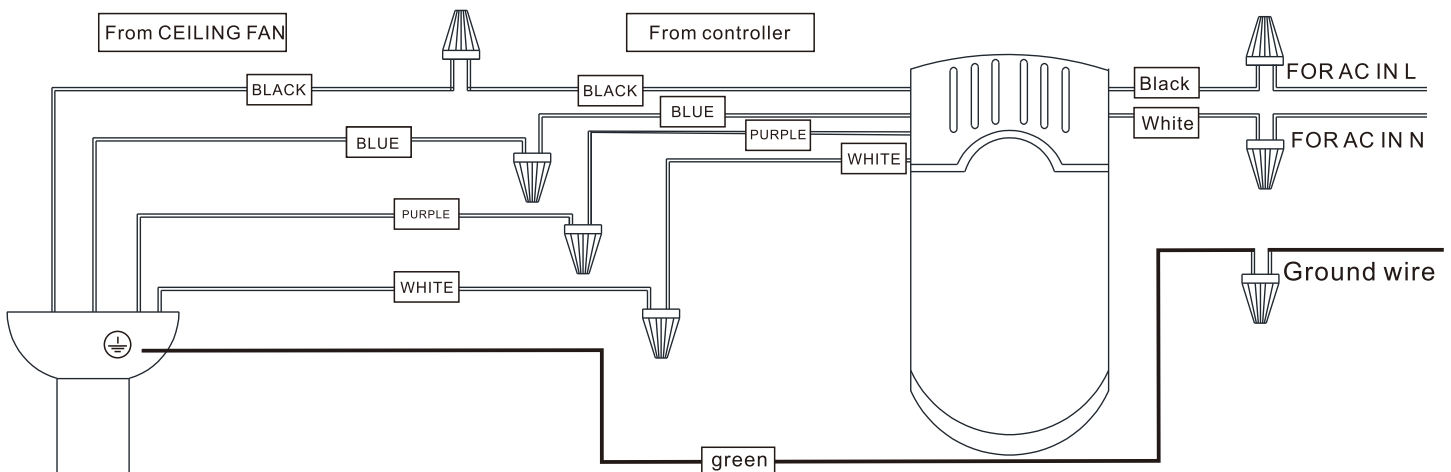 From CEILING FAN
From controller
BLACK
BLACK
Black
FOR AC IN L
BLUE
BLUE
PURPLE
White
FOR AC IN N
WHITE
PURPLE
WHITE
Ground wire
green